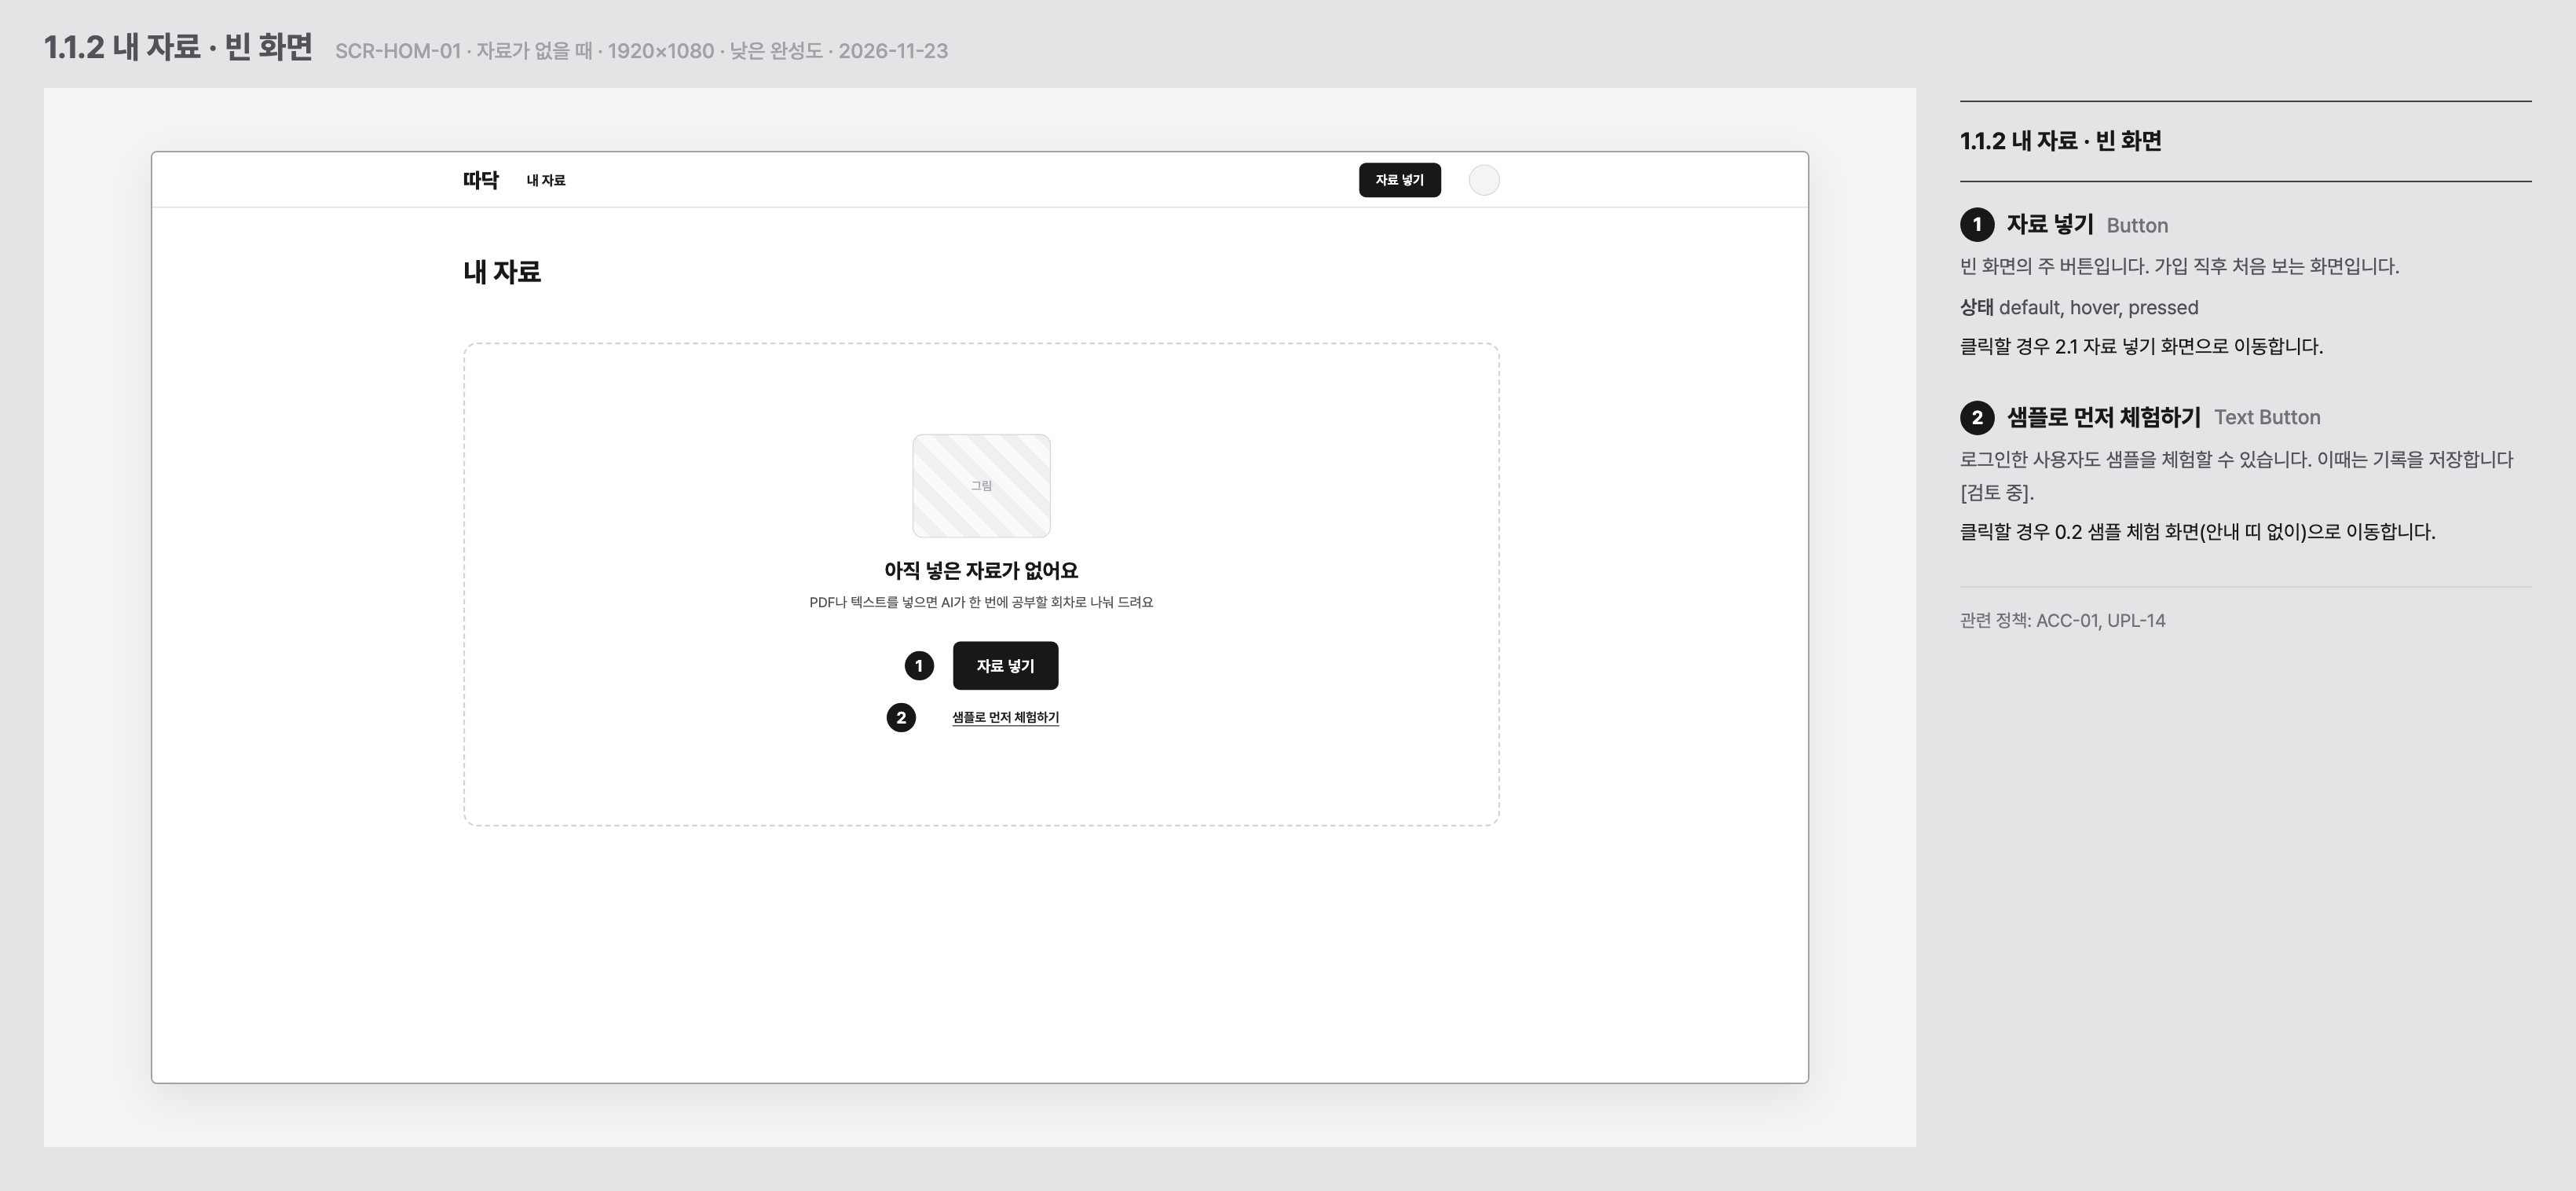 1.1.2 내 자료 · 빈 화면 SCR-HOM-01 · 자료가 없을 때 · 1920×1080 · 낮은 완성도 · 2026-11-23
따닥 내 자료 자료 넣기
내 자료
그림
아직 넣은 자료가 없어요
PDF나 텍스트를 넣으면 AI가 한 번에 공부할 회차로 나눠 드려요
1 자료 넣기
2 샘플로 먼저 체험하기
1.1.2 내 자료 · 빈 화면
1 자료 넣기 Button
빈 화면의 주 버튼입니다. 가입 직후 처음 보는 화면입니다.
상태 default, hover, pressed
클릭할 경우 2.1 자료 넣기 화면으로 이동합니다.
2 샘플로 먼저 체험하기 Text Button
로그인한 사용자도 샘플을 체험할 수 있습니다. 이때는 기록을 저장합니다
[검토 중].
클릭할 경우 0.2 샘플 체험 화면(안내 띠 없이)으로 이동합니다.
관련 정책: ACC-01, UPL-14